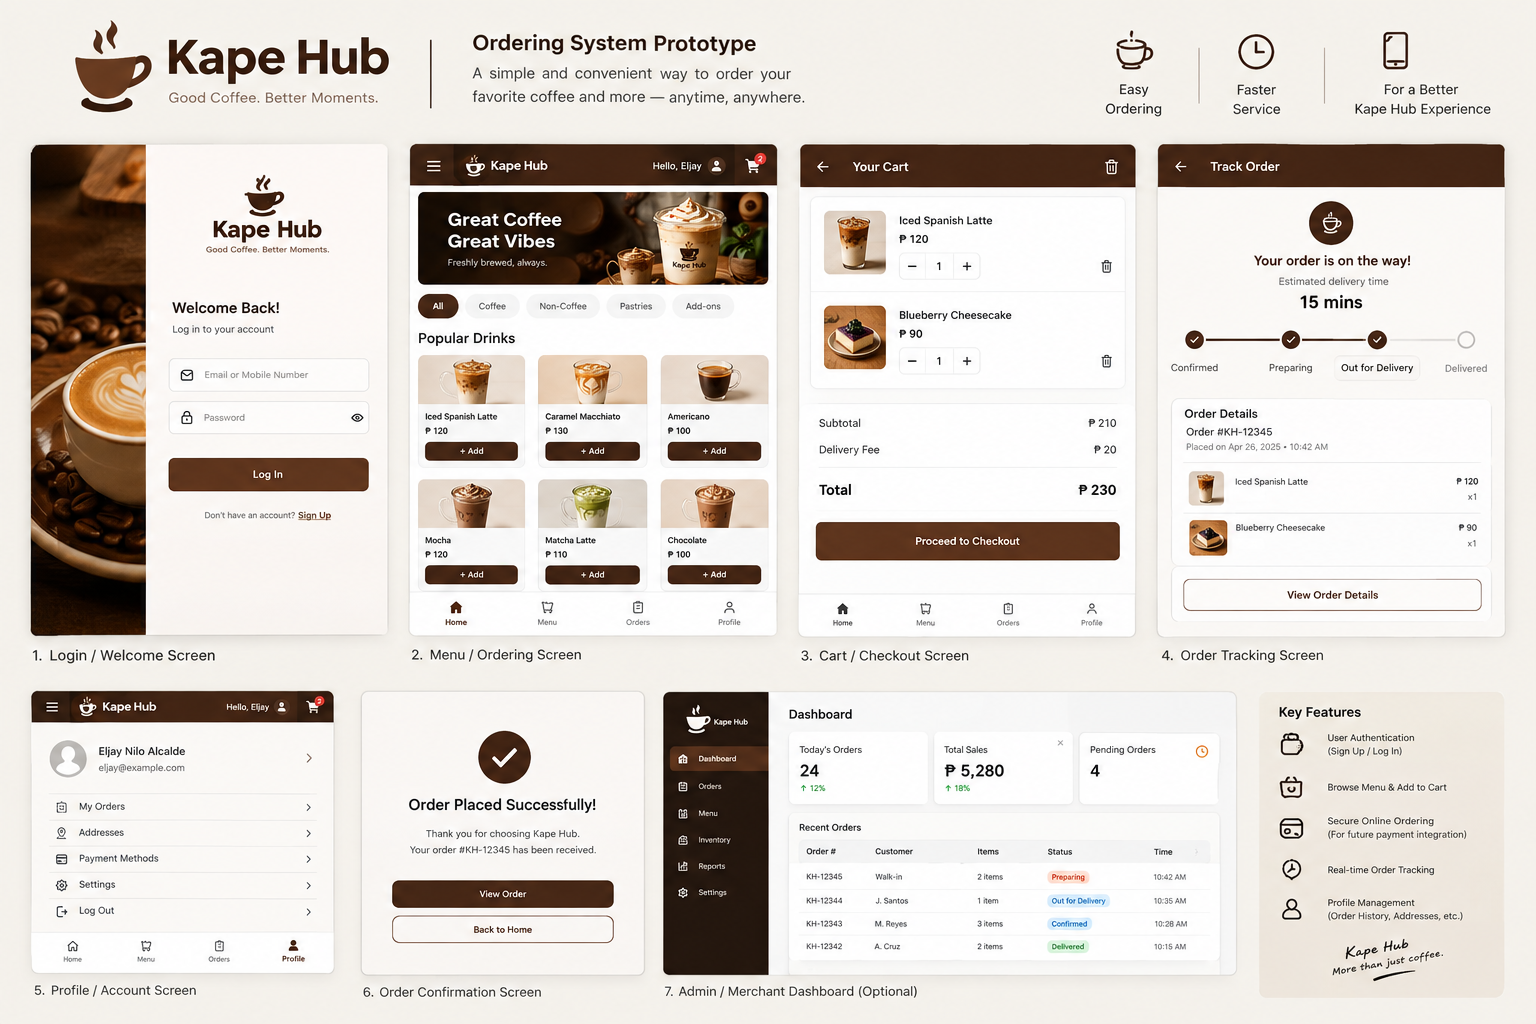 Kape Hub
Good Coffee. Better Moments.
Ordering System Prototype
A simple and convenient way to order your
favorite coffee and more — anytime, anywhere.
Easy
Ordering
Faster
Service
For a Better
Kape Hub Experience
Kape Hub
Good Coffee. Better Moments.
Welcome Back!
Log in to your account
Email or Mobile Number
Password
Log In
Don't have an account? Sign Up
1. Login / Welcome Screen
Kape Hub
Hello, Eljay
2
Great Coffee
Great Vibes
Freshly brewed, always.
Kape Hub
All
Coffee
Non-Coffee
Pastries
Add-ons
Popular Drinks
Iced Spanish Latte
₱ 120
+ Add
Caramel Macchiato
₱ 130
+ Add
Americano
₱ 100
+ Add
Mocha
₱ 120
+ Add
Matcha Latte
₱ 110
+ Add
Chocolate
₱ 100
+ Add
Home
Menu
Orders
Profile
2. Menu / Ordering Screen
Your Cart
Iced Spanish Latte
₱ 120
− 1 +
Blueberry Cheesecake
₱ 90
− 1 +
Subtotal ₱ 210
Delivery Fee ₱ 20
Total ₱ 230
Proceed to Checkout
Home
Menu
Orders
Profile
3. Cart / Checkout Screen
Track Order
Your order is on the way!
Estimated delivery time
15 mins
Confirmed
Preparing
Out for Delivery
Delivered
Order Details
Order #KH-12345
Placed on Apr 26, 2025 • 10:42 AM
Iced Spanish Latte ₱ 120
x1
Blueberry Cheesecake ₱ 90
x1
View Order Details
4. Order Tracking Screen
Kape Hub
Hello, Eljay
2
Eljay Nilo Alcalde
eljay@example.com
My Orders
Addresses
Payment Methods
Settings
Log Out
Home
Menu
Orders
Profile
5. Profile / Account Screen
Order Placed Successfully!
Thank you for choosing Kape Hub.
Your order #KH-12345 has been received.
View Order
Back to Home
6. Order Confirmation Screen
Kape Hub
Dashboard
Orders
Menu
Inventory
Reports
Settings
Dashboard
Today's Orders
24
↑ 12%
Total Sales
₱ 5,280
↑ 18%
Pending Orders
4
Recent Orders
Order # Customer Items Status Time
KH-12345 Walk-in 2 items Preparing 10:42 AM
KH-12344 J. Santos 1 item Out for Delivery 10:35 AM
KH-12343 M. Reyes 3 items Confirmed 10:28 AM
KH-12342 A. Cruz 2 items Delivered 10:15 AM
7. Admin / Merchant Dashboard (Optional)
Key Features
User Authentication
(Sign Up / Log In)
Browse Menu & Add to Cart
Secure Online Ordering
(For future payment integration)
Real-time Order Tracking
Profile Management
(Order History, Addresses, etc.)
Kape Hub
More than just coffee.